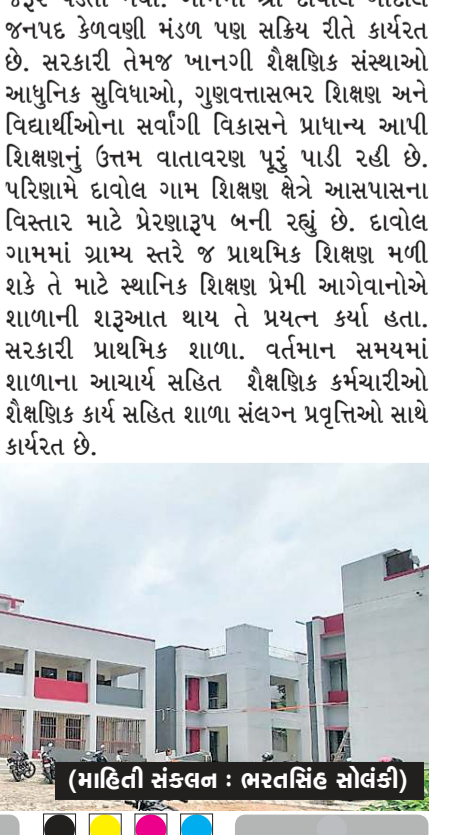 જનપદ કેળવણી મંડળ પણ સક્રિય રીતે કાર્યરત
છે. સરકારી તેમજ ખાનગી શૈક્ષણિક સંસ્થાઓ
આધુનિક સુવિધાઓ, ગુણવત્તાસભર શિક્ષણ અને
વિદ્યાર્થીઓના સર્વાંગી વિકાસને પ્રાધાન્ય આપી
શિક્ષણનું ઉત્તમ વાતાવરણ પૂરું પાડી રહી છે.
પરિણામે દાવોલ ગામ શિક્ષણ ક્ષેત્રે આસપાસના
વિસ્તાર માટે પ્રેરણારૂપ બની રહ્યું છે. દાવોલ
ગામમાં ગ્રામ્ય સ્તરે જ પ્રાથમિક શિક્ષણ મળી
શકે તે માટે સ્થાનિક શિક્ષણ પ્રેમી આગેવાનોએ
શાળાની શરૂઆત થાય તે પ્રયત્ન કર્યા હતા.
સરકારી પ્રાથમિક શાળા. વર્તમાન સમયમાં
શાળાના આચાર્ય સહિત શૈક્ષણિક કર્મચારીઓ
શૈક્ષણિક કાર્ય સહિત શાળા સંલગ્ન પ્રવૃત્તિઓ સાથે
કાર્યરત છે.
(માહિતી સંકલન : ભરતસિંહ સોલંકી)